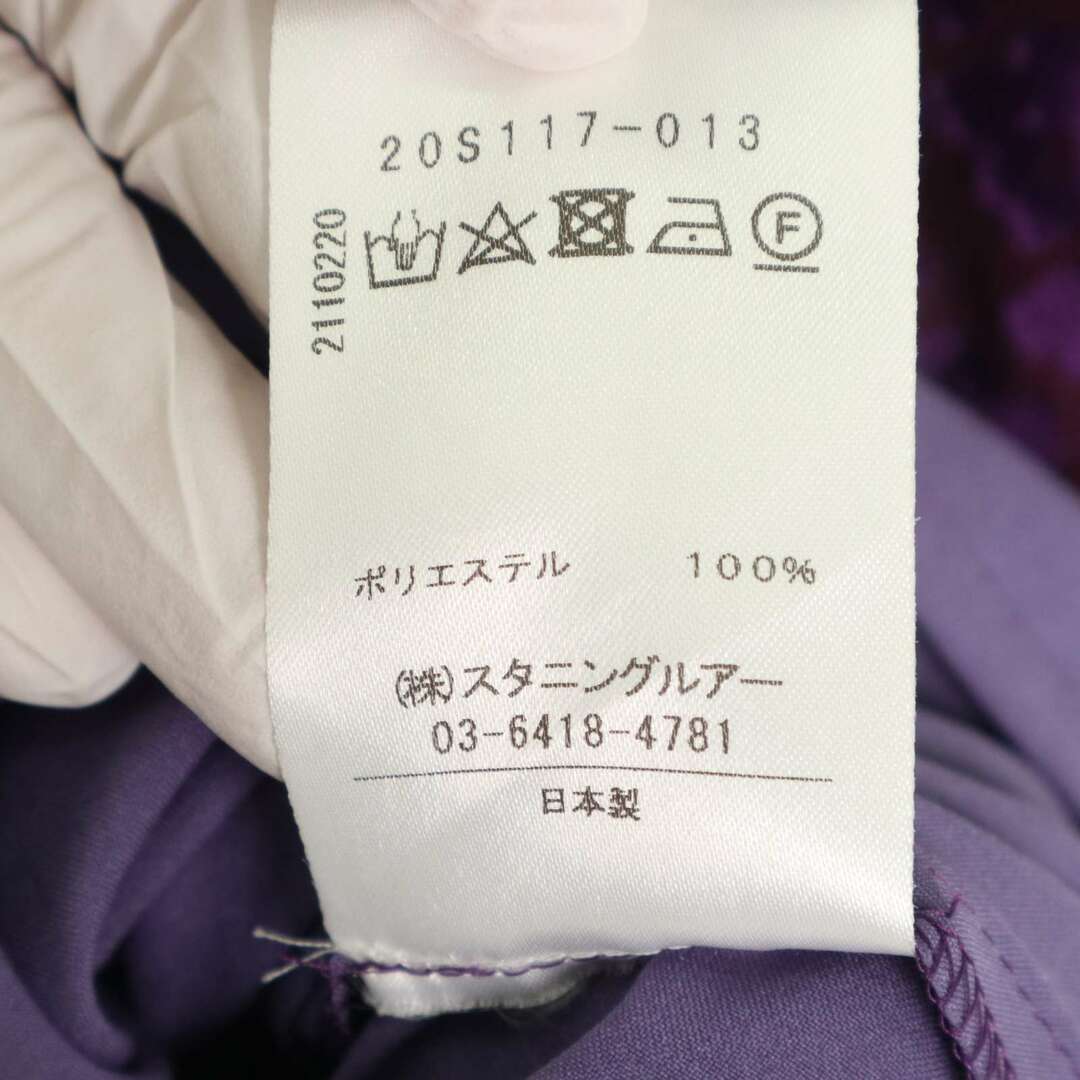 20S117-013
2110220
F
ポリエステル 100%
(株)スタニングルアー
03-6418-4781
日本製